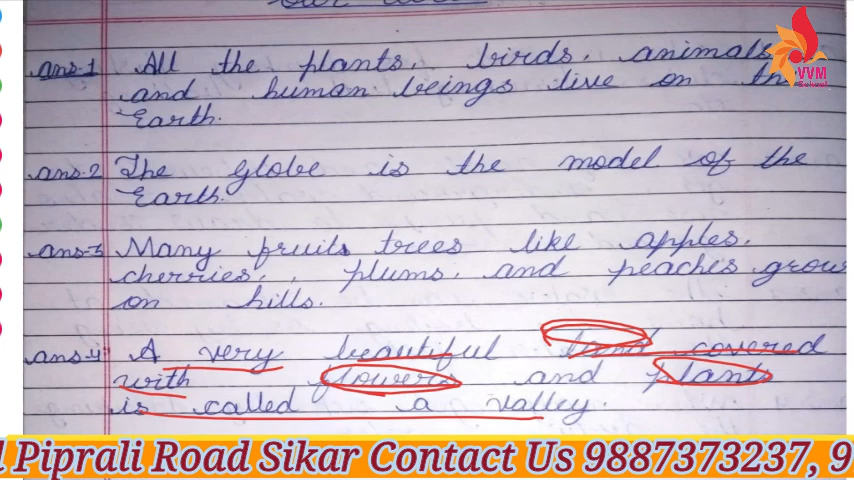 ans-1 All the plants, birds, animals
and human beings live on th
Earth.
ans-2 The globe is the model of the
Earth.
ans-3 Many fruits trees like apples,
cherries, plums, and peaches grow
on hills.
ans-4 A very beautiful land covered
with flowers and plants
is called a valley.
VVM
School
Piprali Road Sikar Contact Us 9887373237, 9